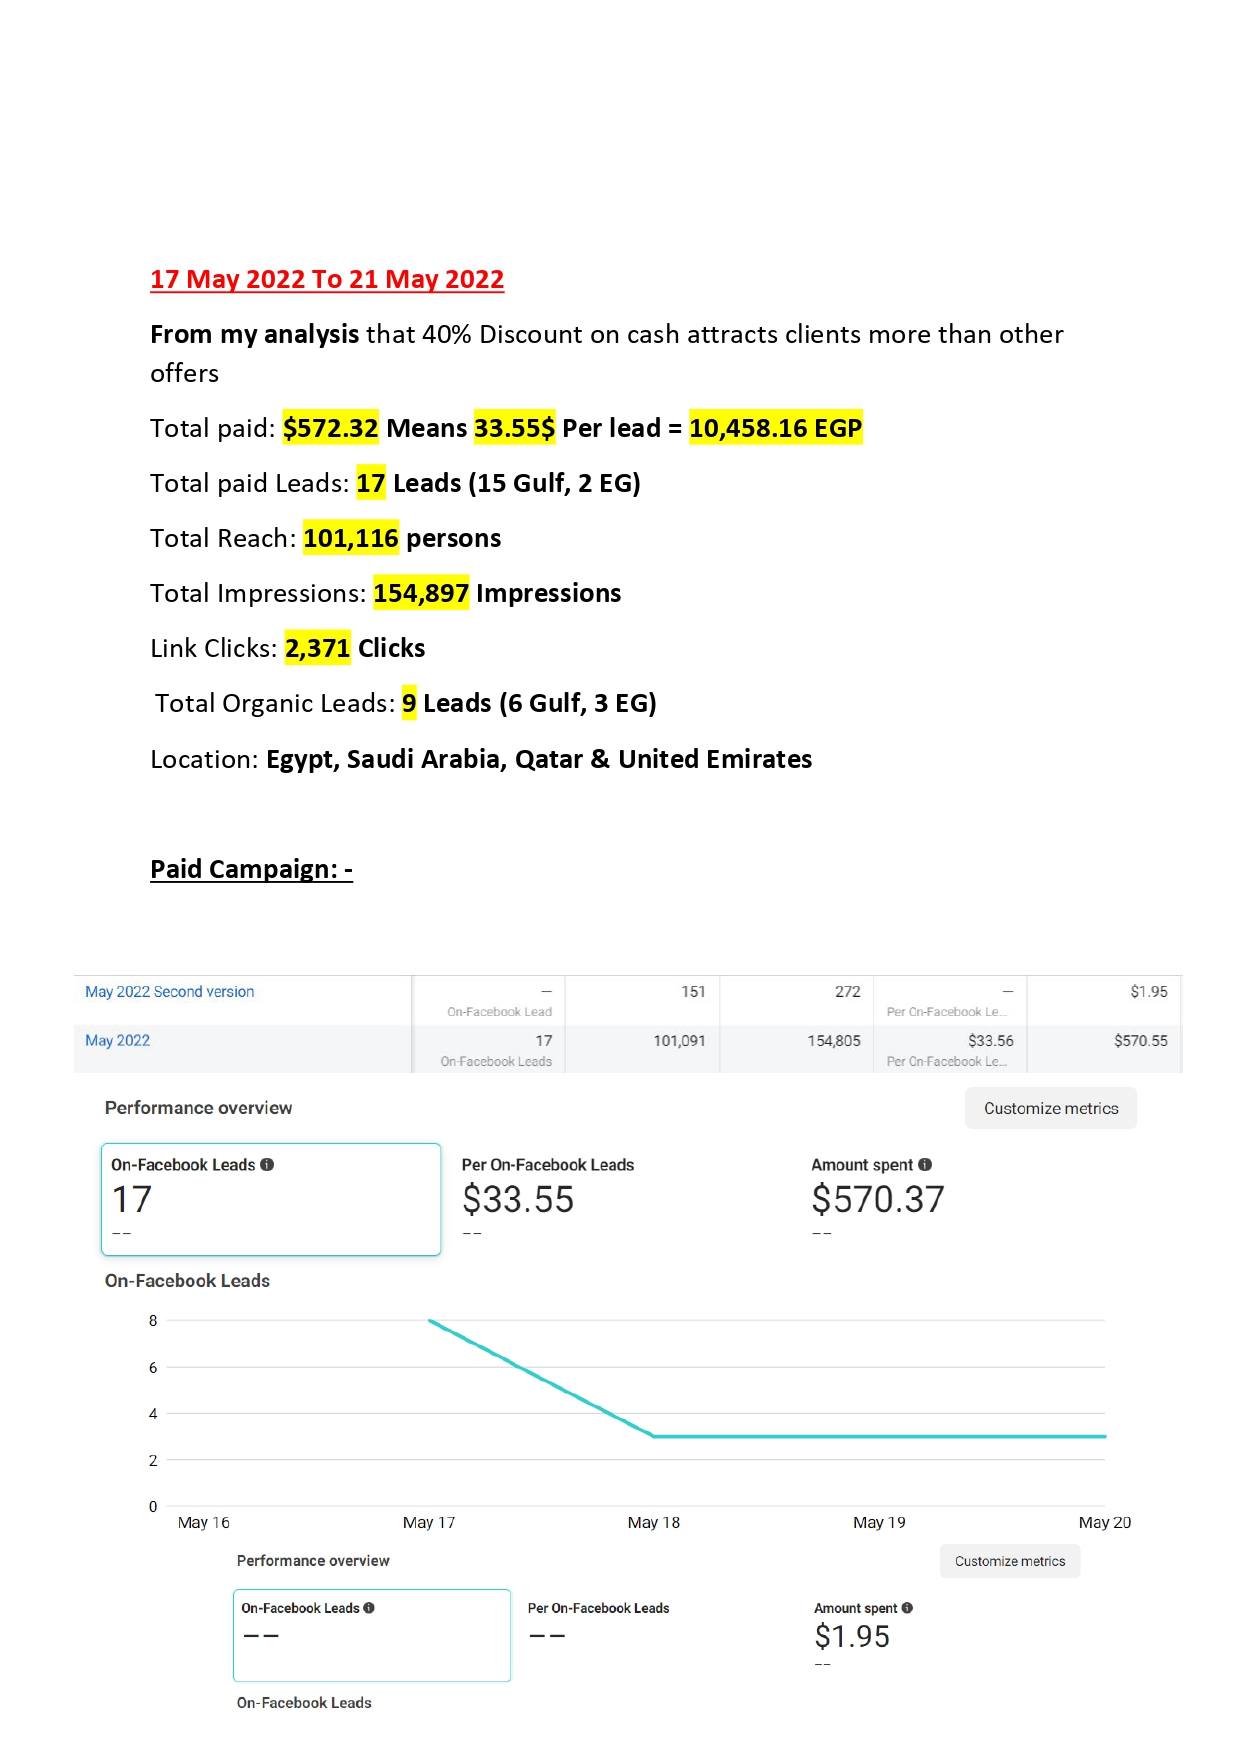 17 May 2022 To 21 May 2022
From my analysis that 40% Discount on cash attracts clients more than other
offers
Total paid: $572.32 Means 33.55$ Per lead = 10,458.16 EGP
Total paid Leads: 17 Leads (15 Gulf, 2 EG)
Total Reach: 101,116 persons
Total Impressions: 154,897 Impressions
Link Clicks: 2,371 Clicks
Total Organic Leads: 9 Leads (6 Gulf, 3 EG)
Location: Egypt, Saudi Arabia, Qatar & United Emirates
Paid Campaign: -
May 2022 Second version — 151 272 — $1.95
On-Facebook Lead Per On-Facebook Le...
May 2022 17 101,091 154,805 $33.56 $570.55
On-Facebook Leads Per On-Facebook Le...
Performance overview Customize metrics
On-Facebook Leads Per On-Facebook Leads Amount spent
17 $33.55 $570.37
-- -- --
On-Facebook Leads
8
6
4
2
0
May 16 May 17 May 18 May 19 May 20
Performance overview Customize metrics
On-Facebook Leads Per On-Facebook Leads Amount spent
-- -- $1.95
--
On-Facebook Leads